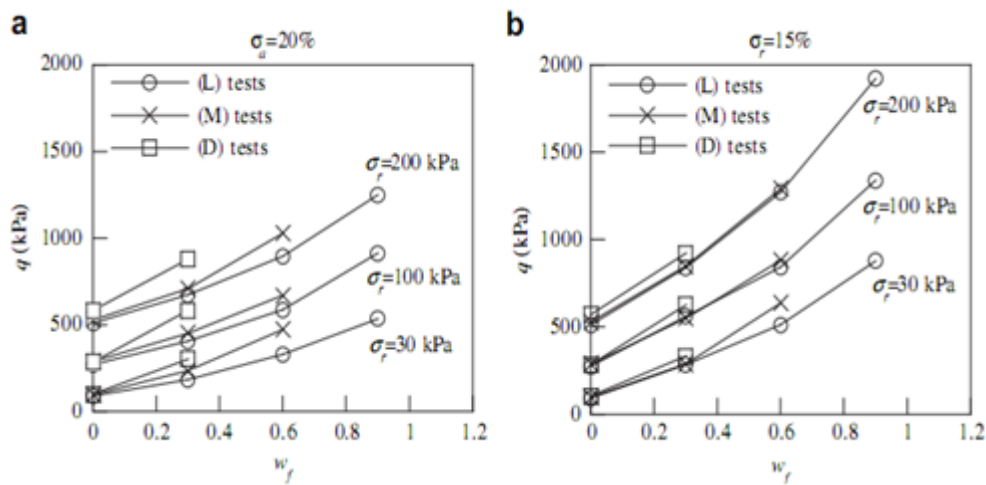 a
σa=20%
2000
1500
1000
500
0
q (kPa)
(L) tests
(M) tests
(D) tests
σr=200 kPa
σr=100 kPa
σr=30 kPa
0 0.2 0.4 0.6 0.8 1 1.2
wf
b
σr=15%
2000
1500
1000
500
0
q (kPa)
(L) tests
(M) tests
(D) tests
σr=200 kPa
σr=100 kPa
σr=30 kPa
0 0.2 0.4 0.6 0.8 1 1.2
wf